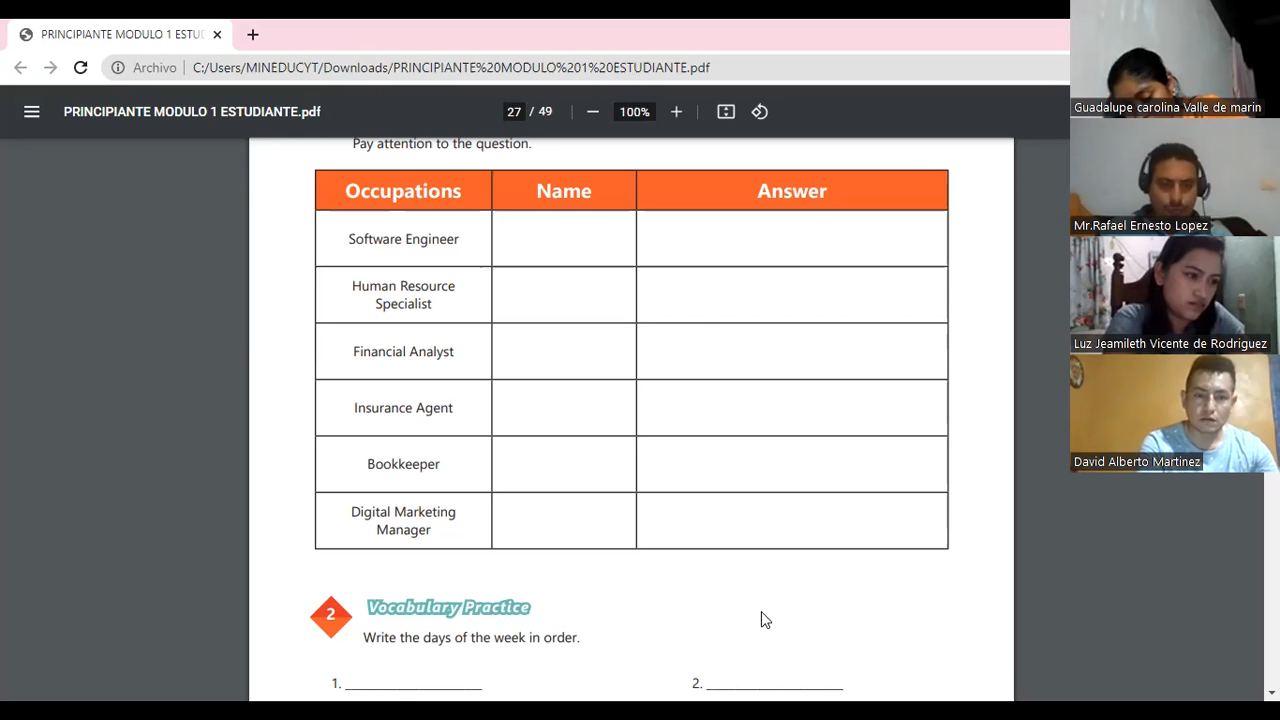 PRINCIPIANTE MODULO 1 ESTU
Archivo
C:/Users/MINEDUCYT/Downloads/PRINCIPIANTE%20MODULO%201%20ESTUDIANTE.pdf
PRINCIPIANTE MODULO 1 ESTUDIANTE.pdf
27 / 49
100%
Pay attention to the question.
Occupations Name Answer
Software Engineer
Human Resource
Specialist
Financial Analyst
Insurance Agent
Bookkeeper
Digital Marketing
Manager
2 Vocabulary Practice
Write the days of the week in order.
1. ____________________ 2. ____________________
Guadalupe carolina Valle de marin
Mr.Rafael Ernesto Lopez
Luz Jeamileth Vicente de Rodriguez
David Alberto Martinez